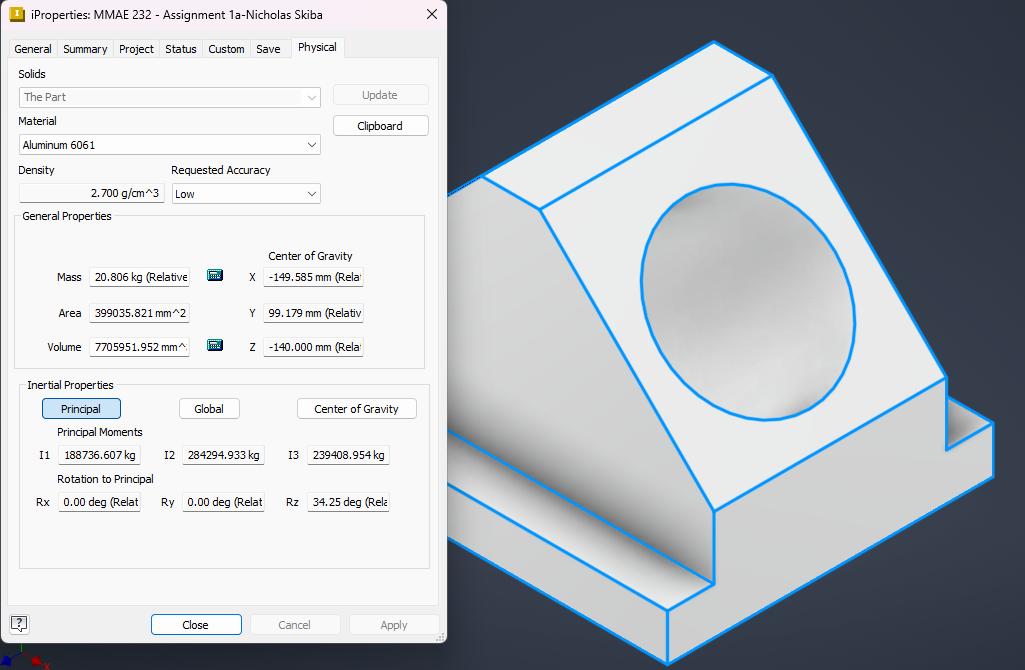 iProperties: MMAE 232 - Assignment 1a-Nicholas Skiba
General Summary Project Status Custom Save Physical
Solids
The Part
Update
Material
Clipboard
Aluminum 6061
Density Requested Accuracy
2.700 g/cm^3 Low
General Properties
Center of Gravity
Mass 20.806 kg (Relative X -149.585 mm (Rela
Area 399035.821 mm^2 Y 99.179 mm (Relativ
Volume 7705951.952 mm^ Z -140.000 mm (Rela
Inertial Properties
Principal Global Center of Gravity
Principal Moments
I1 188736.607 kg I2 284294.933 kg I3 239408.954 kg
Rotation to Principal
Rx 0.00 deg (Relat Ry 0.00 deg (Relat Rz 34.25 deg (Rela
? Close Cancel Apply
X